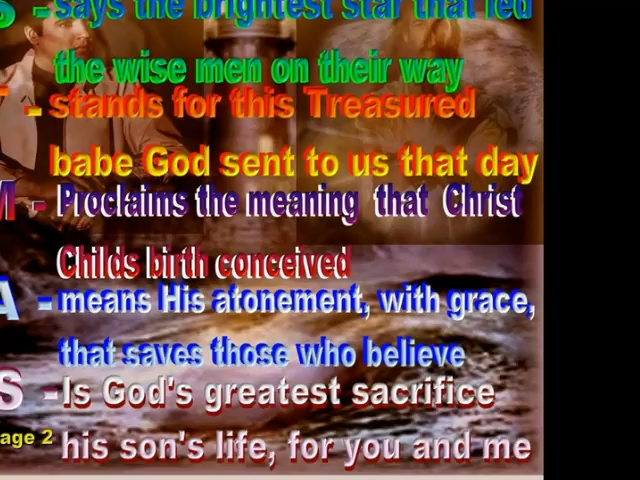 S - says the brightest star that led
the wise men on their way
T - stands for this Treasured
babe God sent to us that day
M - Proclaims the meaning that Christ
Childs birth conceived
A - means His atonement, with grace,
that saves those who believe
S - Is God's greatest sacrifice
age 2 his son's life, for you and me